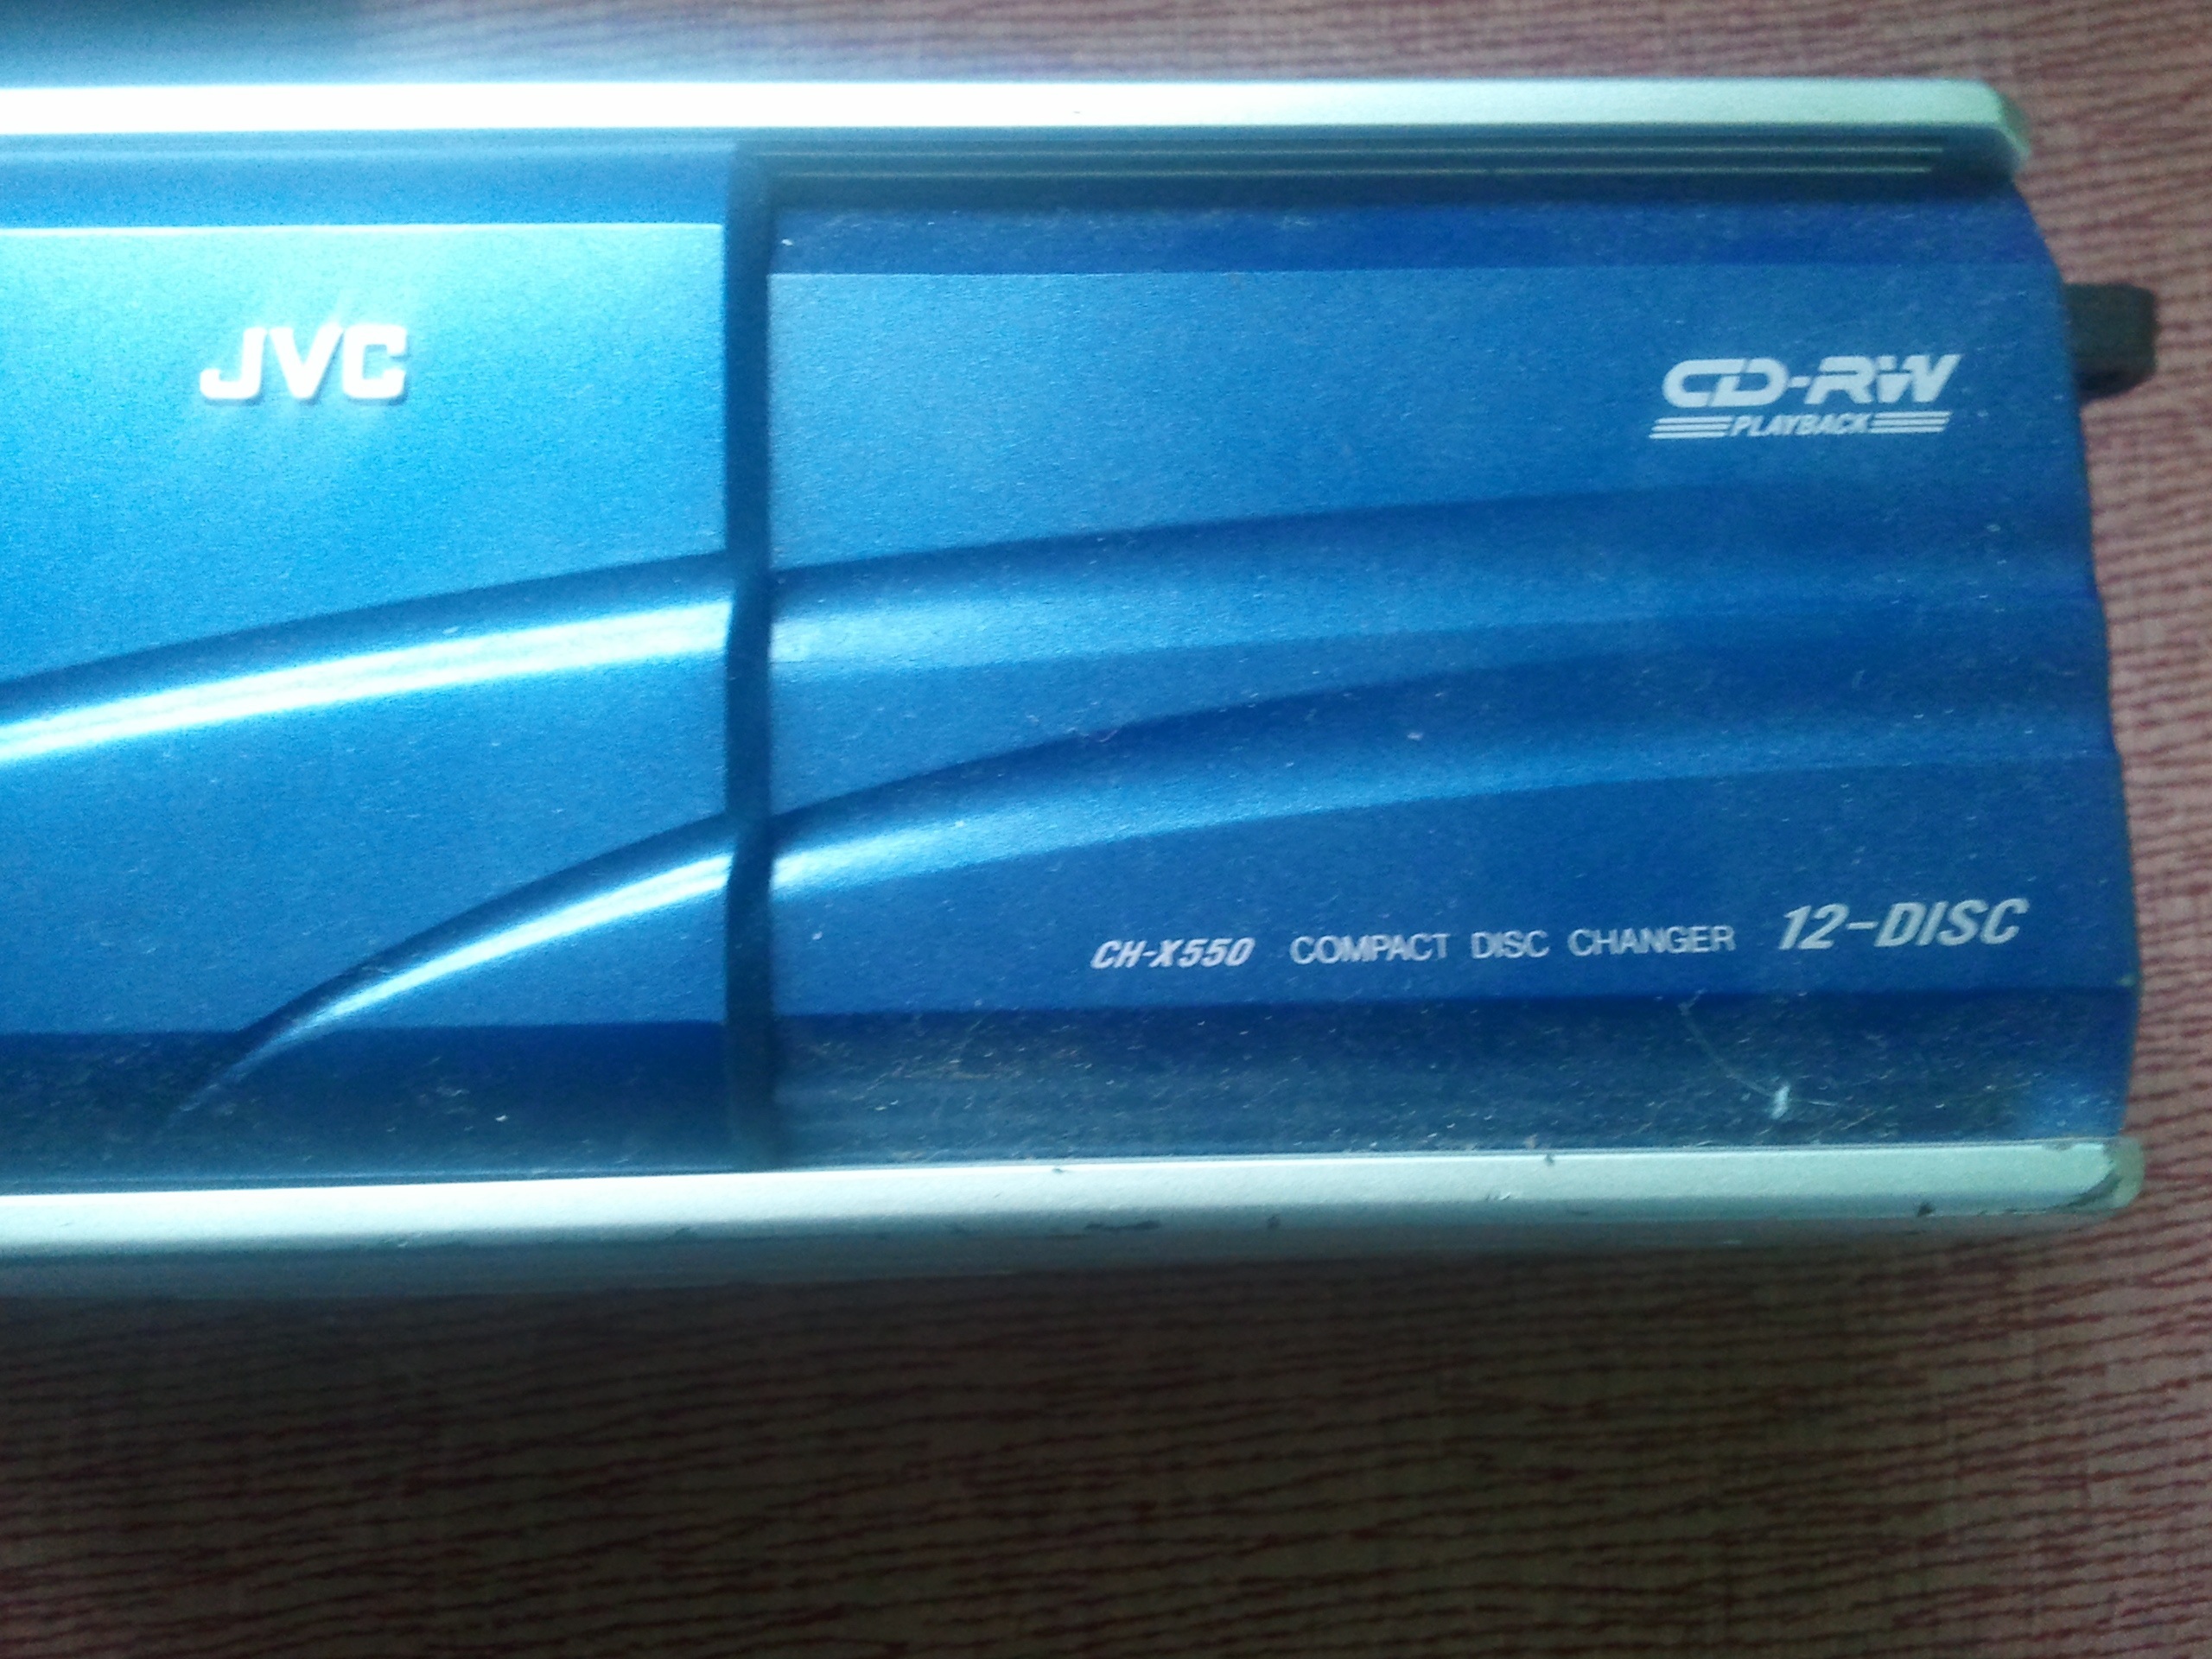 JVC
CD-RW
PLAYBACK
CH-X550 COMPACT DISC CHANGER 12-DISC